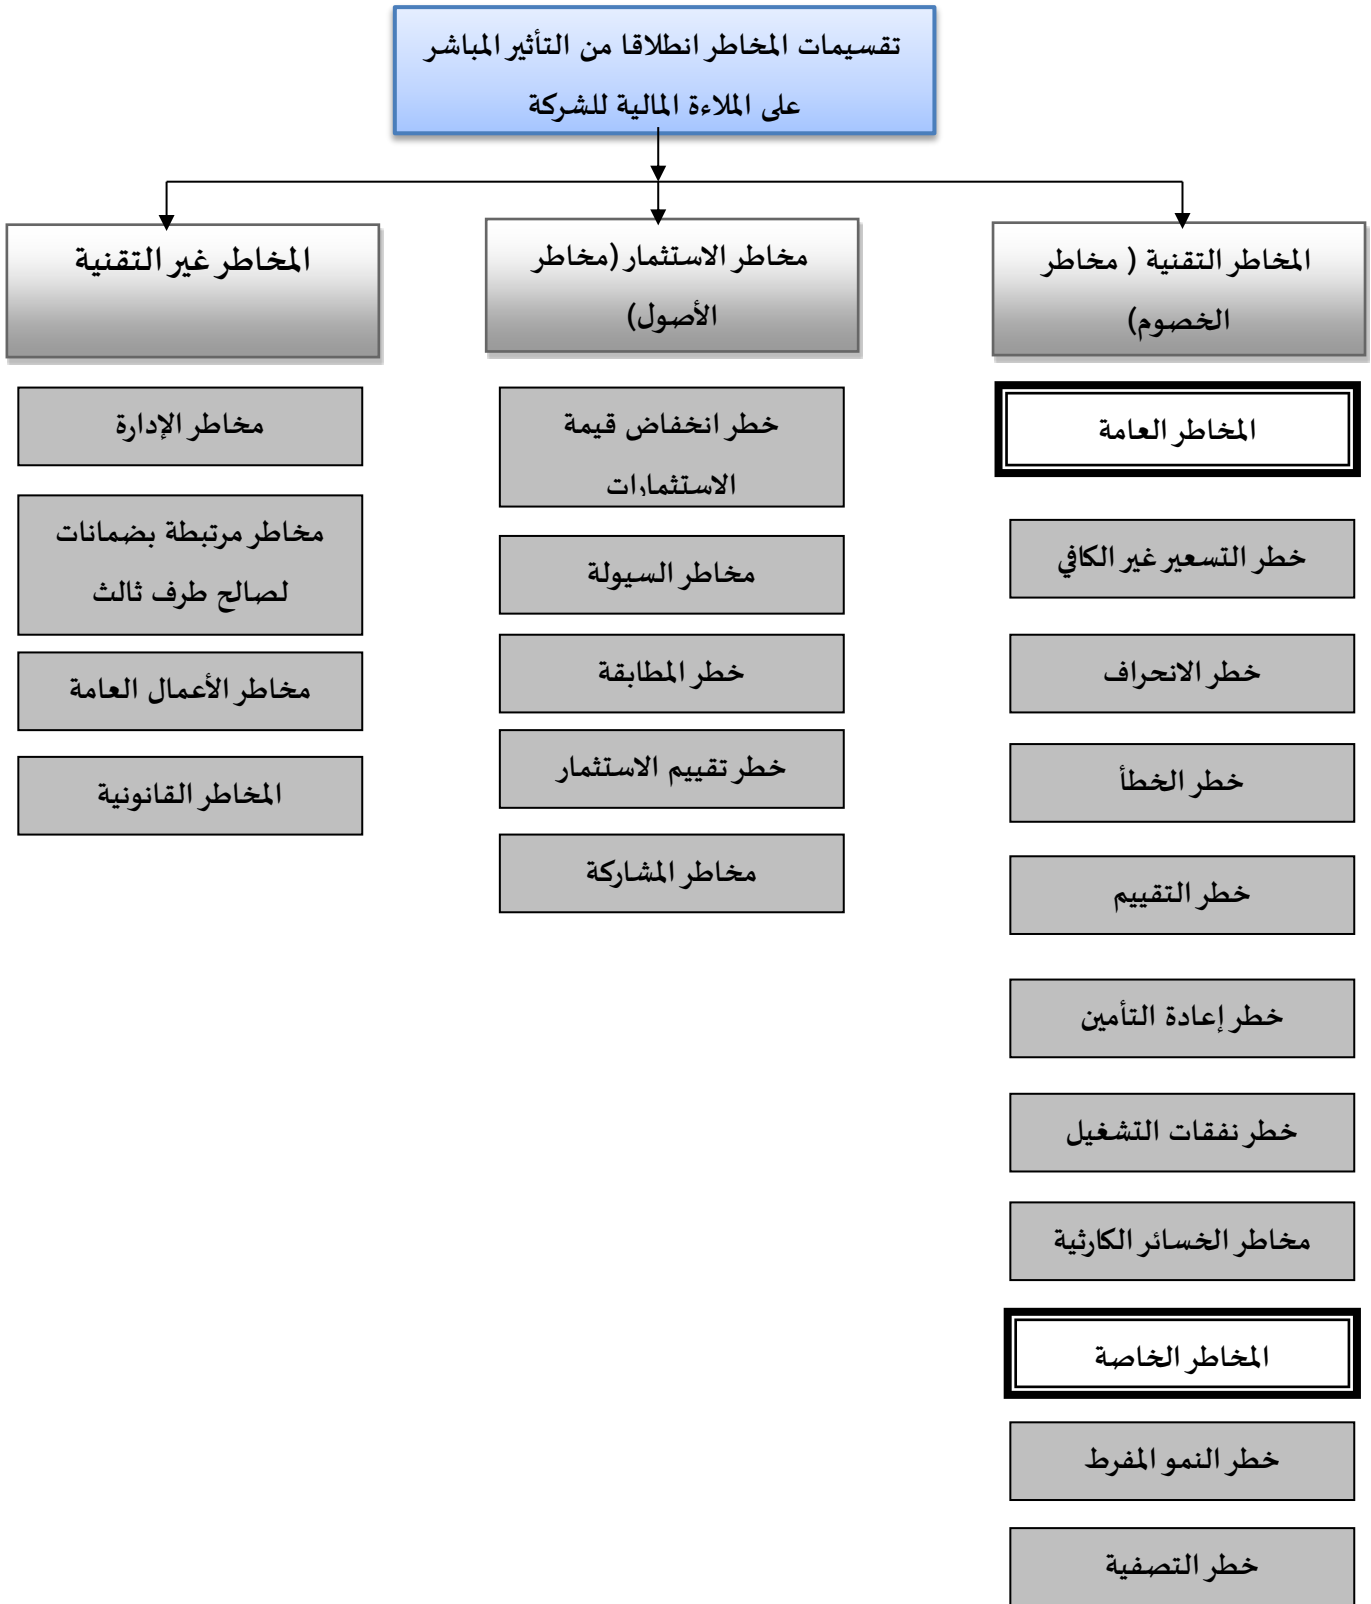 تقسيمات المخاطر انطلاقا من التأثير المباشر
على الملاءة المالية للشركة
المخاطر التقنية ( مخاطر
الخصوم)
مخاطر الاستثمار (مخاطر
الأصول)
المخاطر غير التقنية
المخاطر العامة
خطر التسعير غير الكافي
خطر الانحراف
خطر الخطأ
خطر التقييم
خطر إعادة التأمين
خطر نفقات التشغيل
مخاطر الخسائر الكارثية
المخاطر الخاصة
خطر النمو المفرط
خطر التصفية
خطر انخفاض قيمة
الاستثمارات
مخاطر السيولة
خطر المطابقة
خطر تقييم الاستثمار
مخاطر المشاركة
مخاطر الإدارة
مخاطر مرتبطة بضمانات
لصالح طرف ثالث
مخاطر الأعمال العامة
المخاطر القانونية